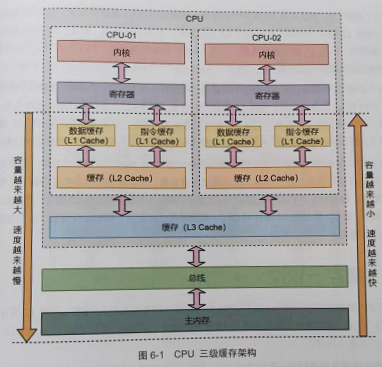 CPU
CPU-01
CPU-02
内核
内核
寄存器
寄存器
数据缓存
(L1 Cache)
指令缓存
(L1 Cache)
数据缓存
(L1 Cache)
指令缓存
(L1 Cache)
缓存（L2 Cache）
缓存（L2 Cache）
缓存（L3 Cache）
总线
主内存
容量越来越大 速度越来越慢
容量越来越小 速度越来越快
图 6-1 CPU 三级缓存架构